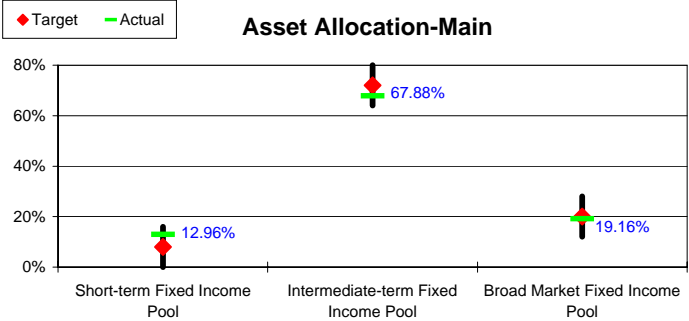 Target Actual
Asset Allocation-Main
80%
67.88%
60%
40%
20%
12.96%
19.16%
0%
Short-term Fixed Income Pool
Intermediate-term Fixed Income Pool
Broad Market Fixed Income Pool